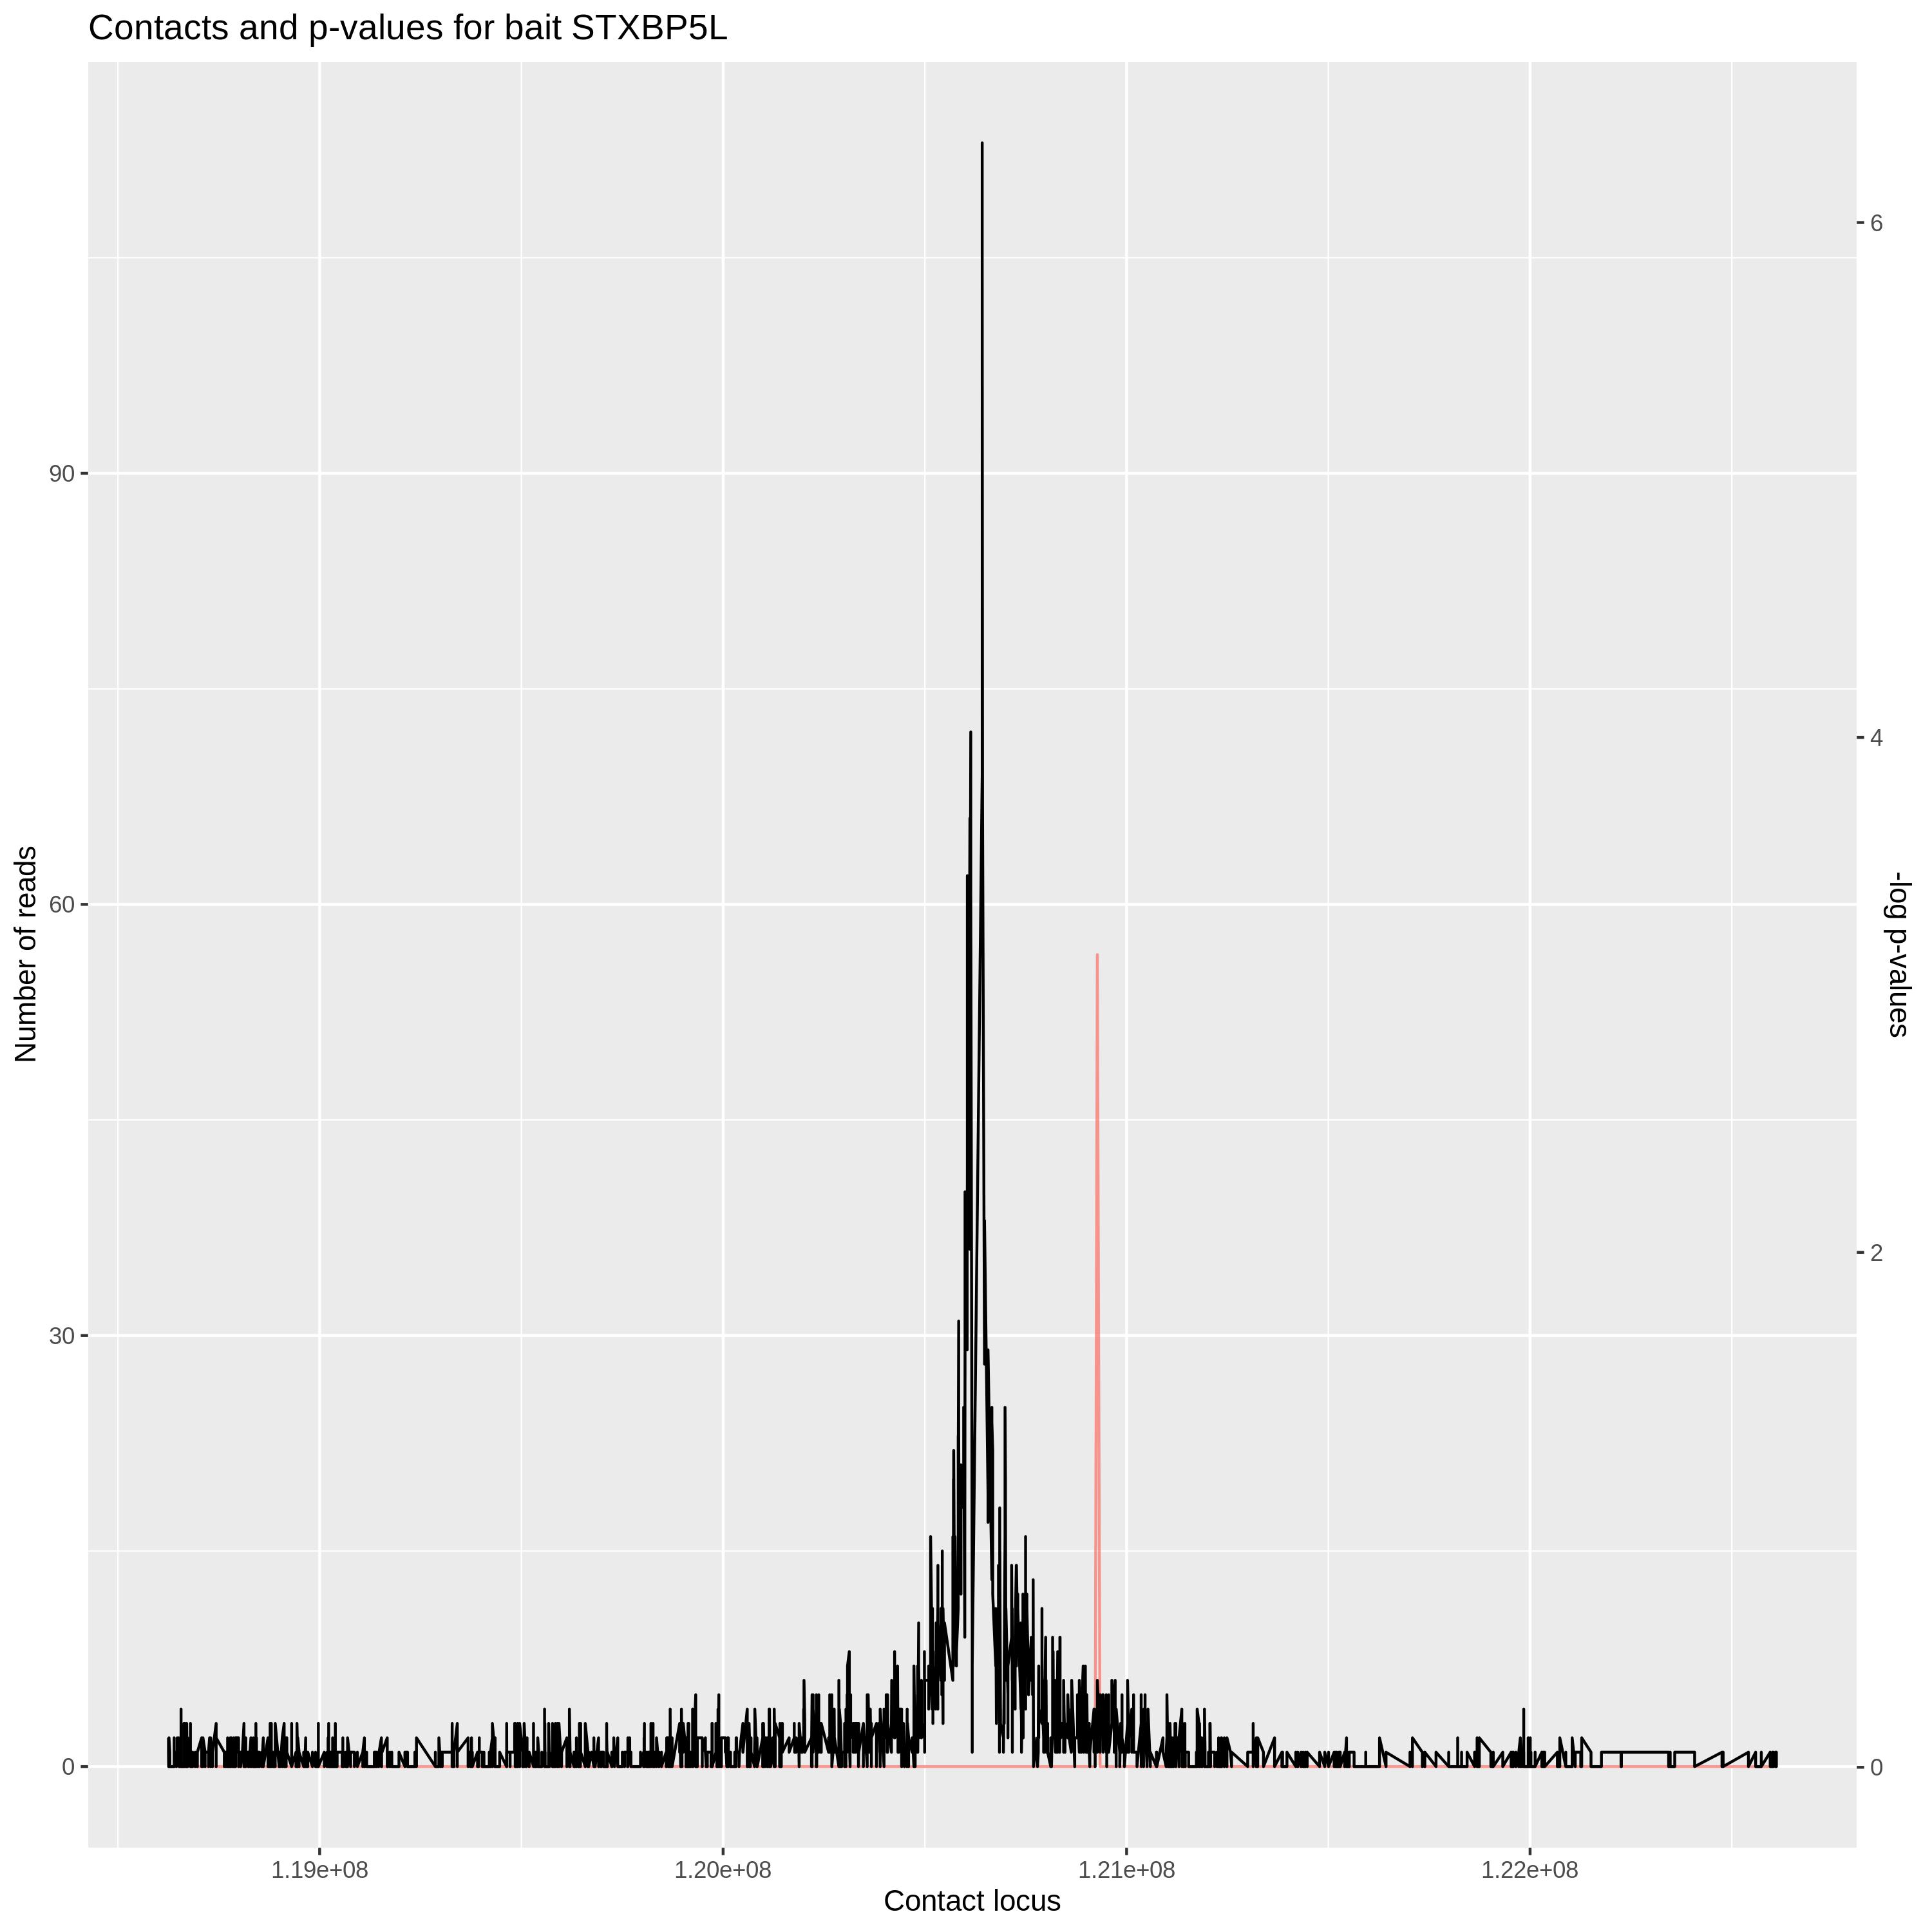 Contacts and p-values for bait STXBP5L
90
60
30
0
Number of reads
6
4
2
0
-log p-values
1.19e+08
1.20e+08
1.21e+08
1.22e+08
Contact locus